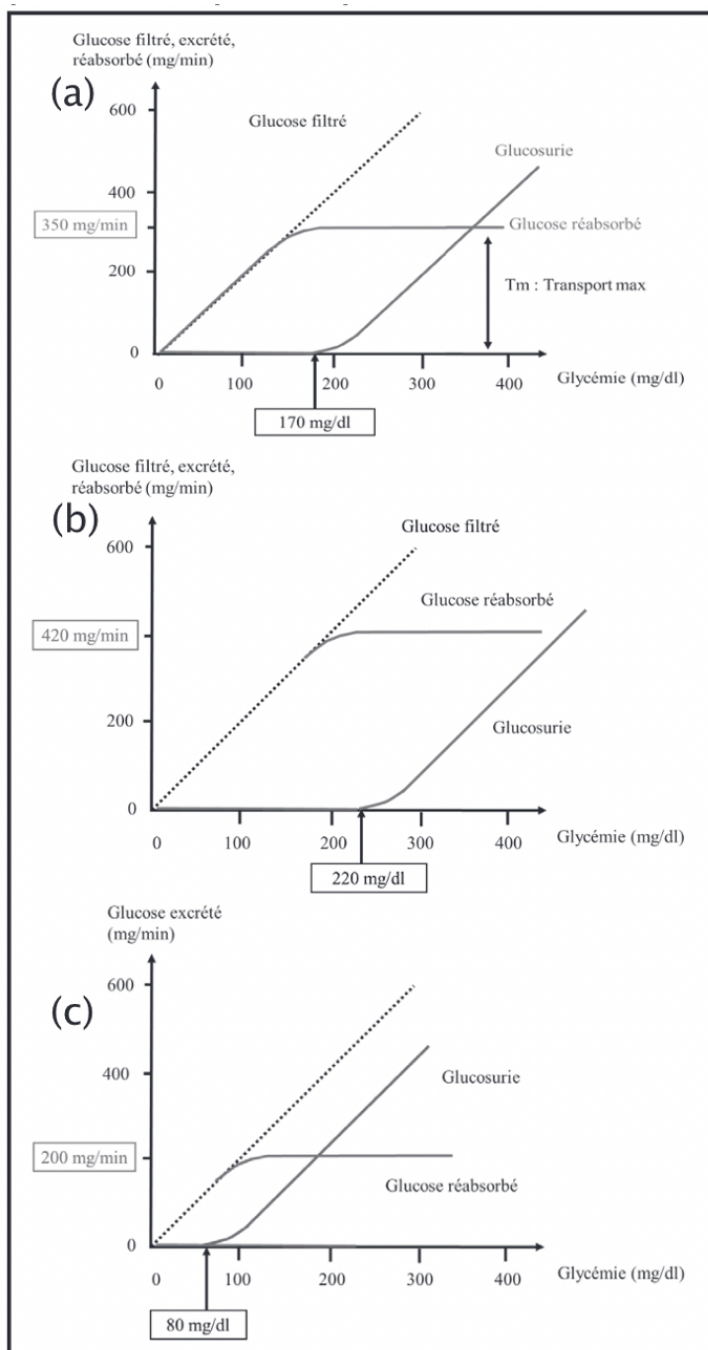 Glucose filtré, excrété,
réabsorbé (mg/min)
(a)
600
Glucose filtré
Glucosurie
400
350 mg/min
Glucose réabsorbé
200
Tm : Transport max
0
0 100 200 300 400 Glycémie (mg/dl)
170 mg/dl
Glucose filtré, excrété,
réabsorbé (mg/min)
(b)
600
Glucose filtré
Glucose réabsorbé
420 mg/min
200
Glucosurie
0
0 100 200 300 400 Glycémie (mg/dl)
220 mg/dl
Glucose excrété
(mg/min)
(c)
600
400
Glucosurie
200 mg/min
Glucose réabsorbé
0
0 100 200 300 400 Glycémie (mg/dl)
80 mg/dl